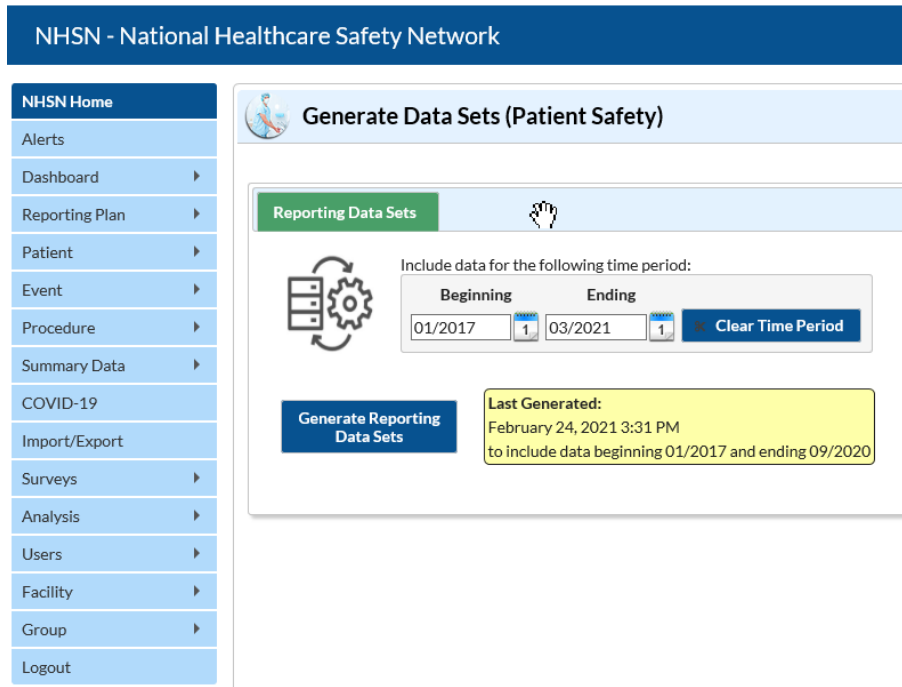 NHSN - National Healthcare Safety Network
NHSN Home
Alerts
Dashboard
Reporting Plan
Patient
Event
Procedure
Summary Data
COVID-19
Import/Export
Surveys
Analysis
Users
Facility
Group
Logout
Generate Data Sets (Patient Safety)
Reporting Data Sets
Include data for the following time period:
Beginning Ending
01/2017 1 03/2021 1 Clear Time Period
Generate Reporting
Data Sets
Last Generated:
February 24, 2021 3:31 PM
to include data beginning 01/2017 and ending 09/2020